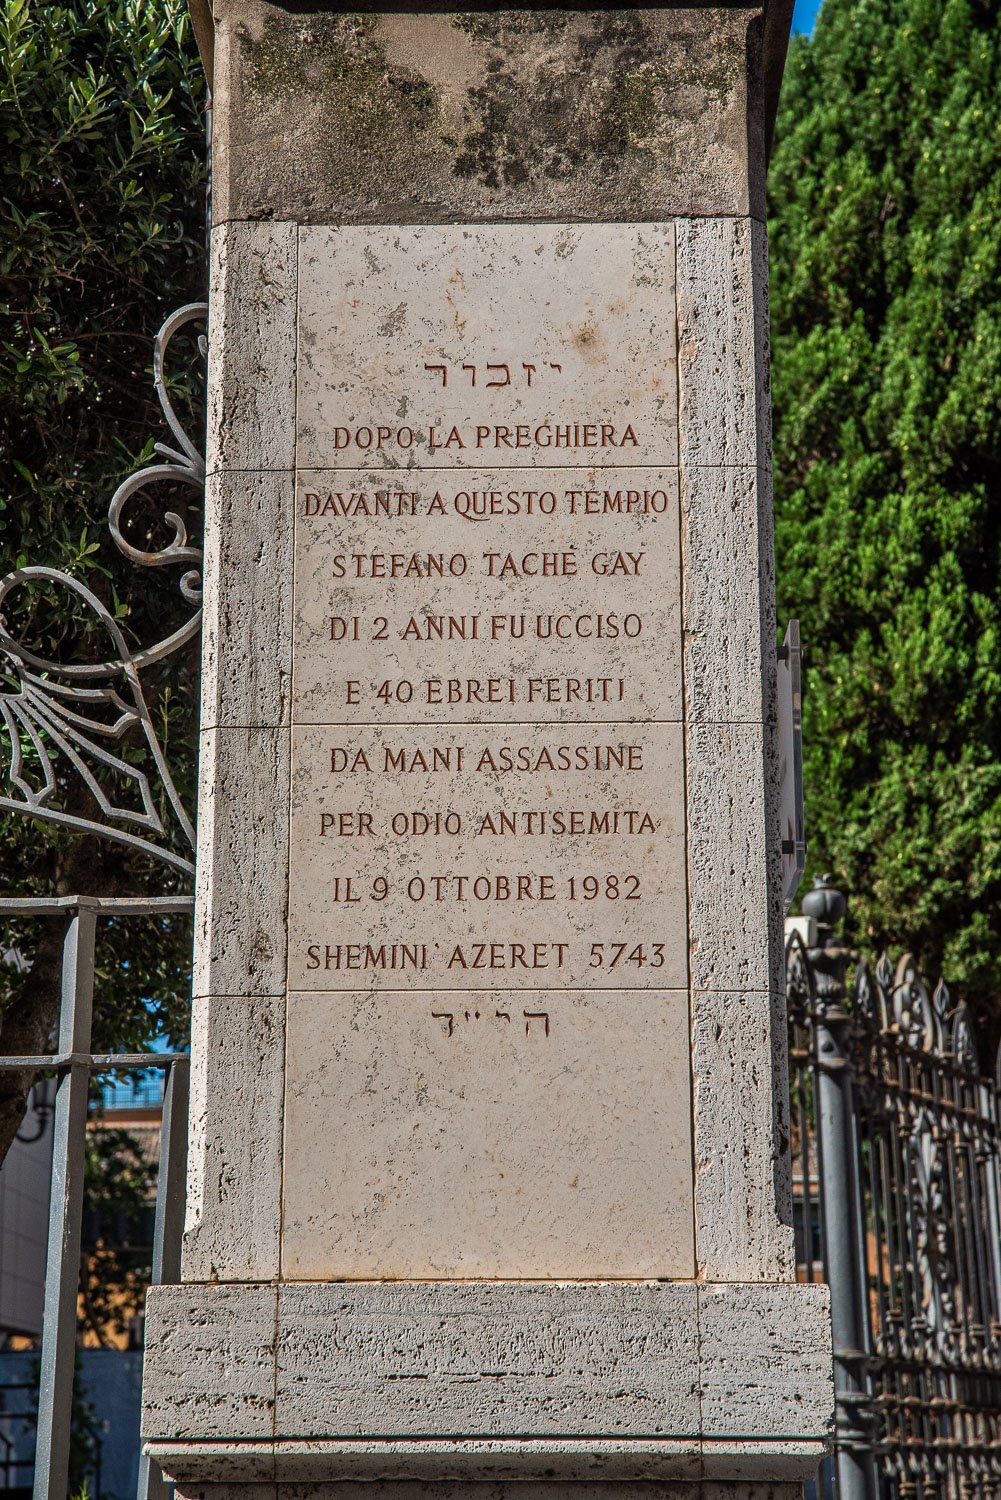 יזכור
DOPO LA PREGHIERA
DAVANTI A QUESTO TEMPIO
STEFANO TACHÈ GAY
DI 2 ANNI FU UCCISO
E 40 EBREI FERITI
DA MANI ASSASSINE
PER ODIO ANTISEMITA
IL 9 OTTOBRE 1982
SHEMINI' AZERET 5743
הי״ד